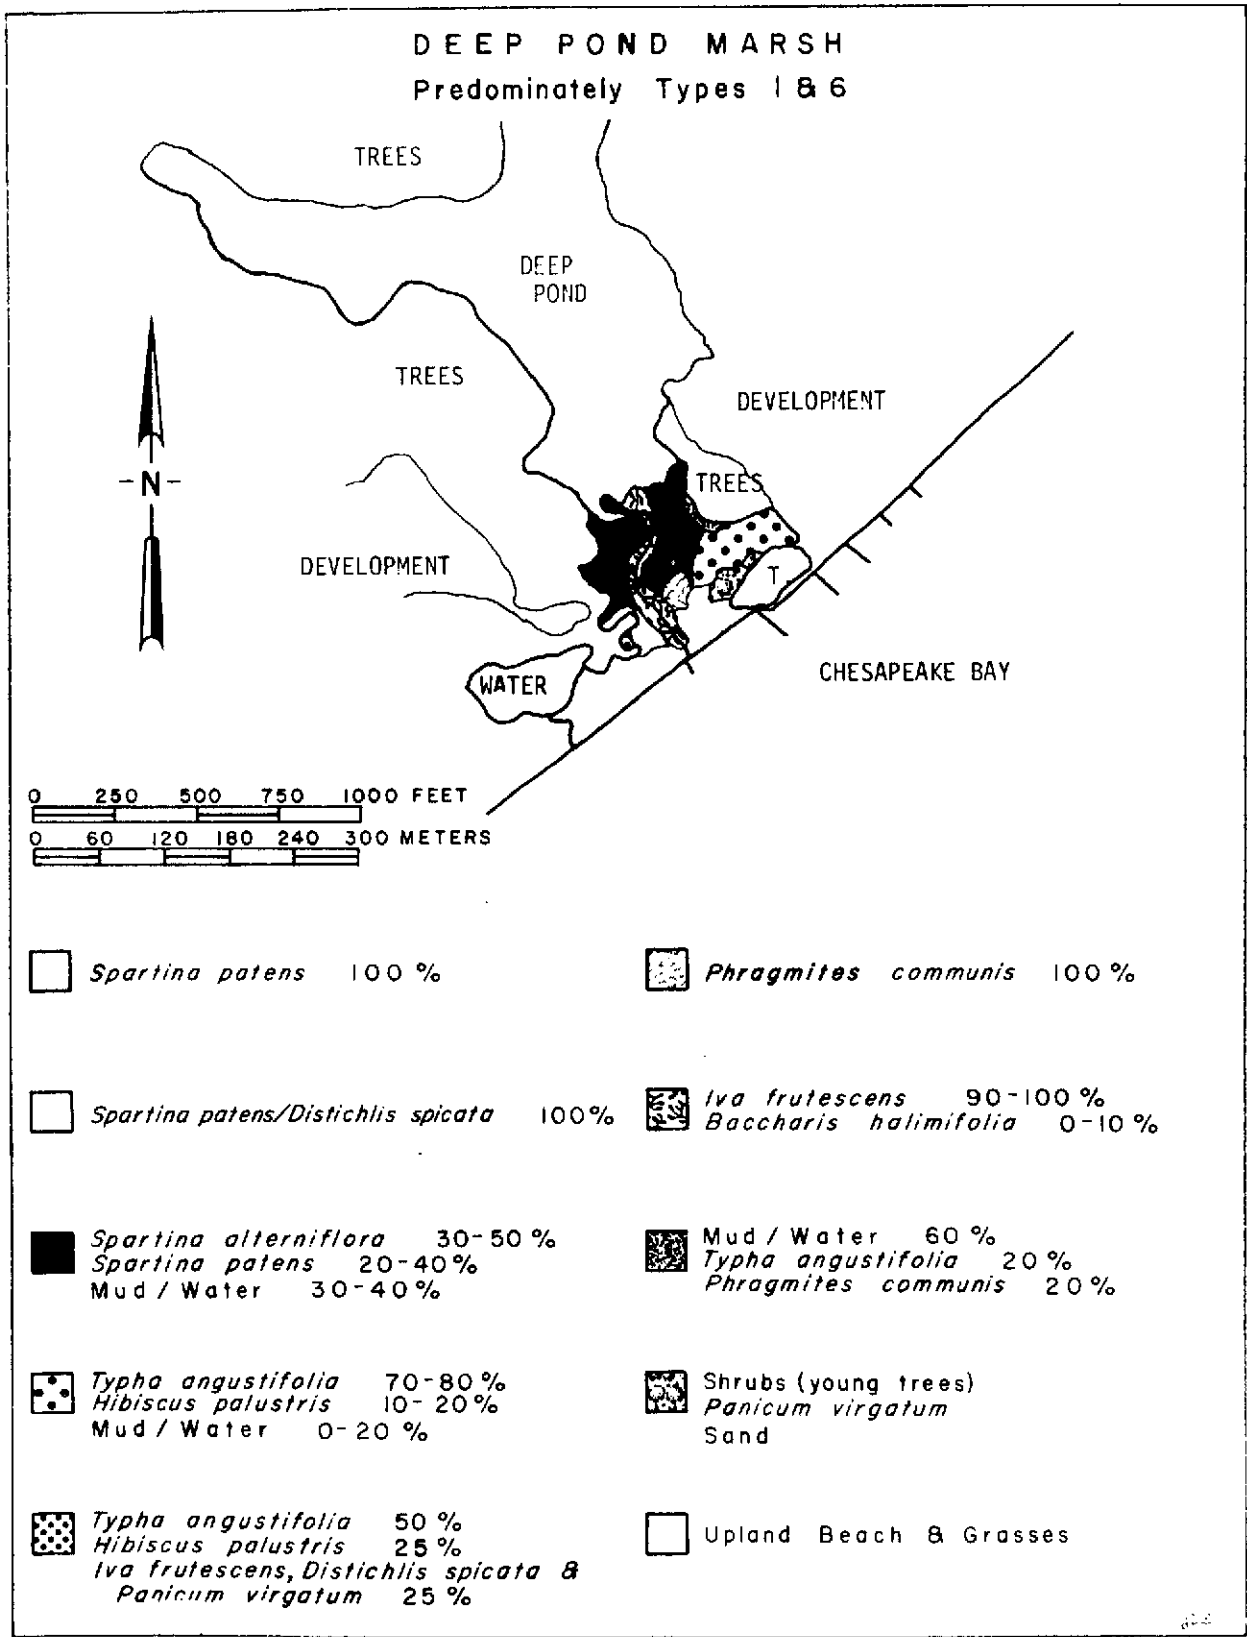 DEEP POND MARSH
Predominately Types 1 & 6
TREES
DEEP
POND
TREES
DEVELOPMENT
-N-
TREES
DEVELOPMENT
T
CHESAPEAKE BAY
WATER
0 250 500 750 1000 FEET
0 60 120 180 240 300 METERS
Spartina patens 100 %
Spartina patens/Distichlis spicata 100%
Spartina alterniflora 30-50 %
Spartina patens 20-40%
Mud / Water 30-40%
Typha angustifolia 70-80 %
Hibiscus palustris 10-20%
Mud / Water 0-20 %
Typha angustifolia 50 %
Hibiscus palustris 25 %
Iva frutescens, Distichlis spicata &
Panicum virgatum 25 %
Phragmites communis 100%
Iva frutescens 90-100%
Baccharis halimifolia 0-10 %
Mud / Water 60 %
Typha angustifolia 20 %
Phragmites communis 20 %
Shrubs (young trees)
Panicum virgatum
Sand
Upland Beach & Grasses